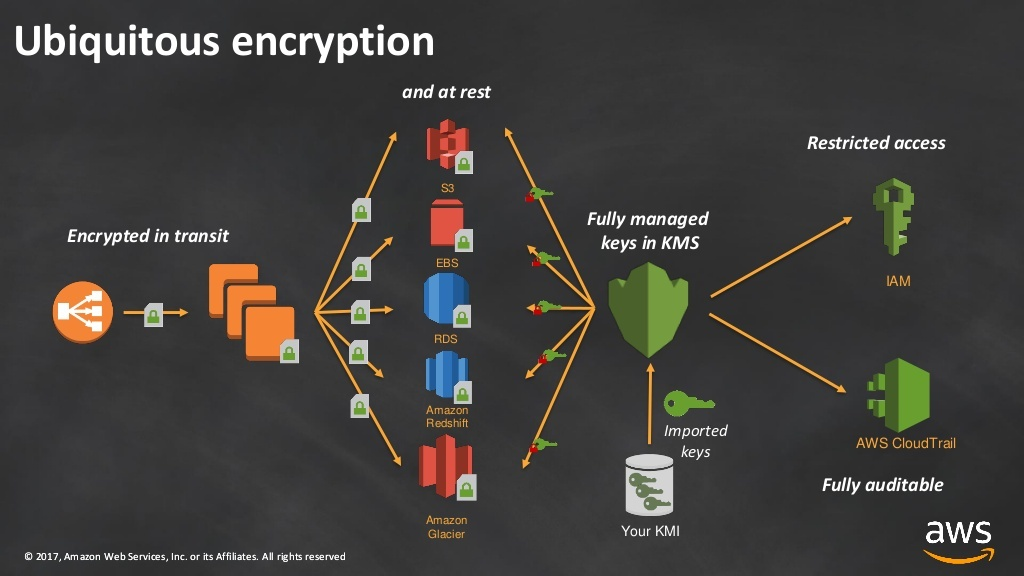 Ubiquitous encryption
and at rest
Restricted access
S3
Fully managed
keys in KMS
Encrypted in transit
EBS
IAM
RDS
Amazon
Redshift
Imported
keys
AWS CloudTrail
Fully auditable
Amazon
Glacier
Your KMI
aws
© 2017, Amazon Web Services, Inc. or its Affiliates. All rights reserved